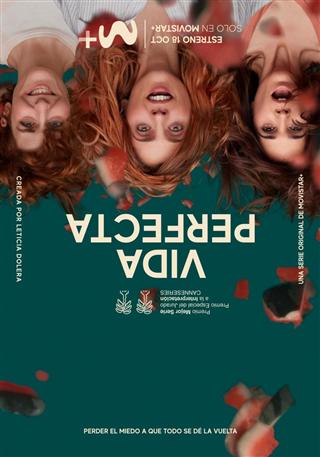 ESTRENO 18 OCT
SOLO EN MOVISTAR+
M+
VIDA
PERFECTA
Premio Mejor Serie
Premio Especial del Jurado
a la Interpretación
CANNESERIES
CREADA POR LETICIA DOLERA
UNA SERIE ORIGINAL DE MOVISTAR+
PERDER EL MIEDO A QUE TODO SE DÉ LA VUELTA